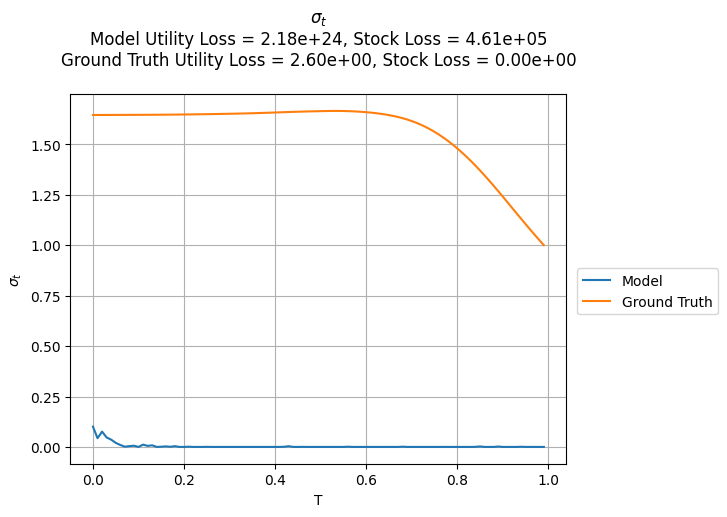 σₜ
Model Utility Loss = 2.18e+24, Stock Loss = 4.61e+05
Ground Truth Utility Loss = 2.60e+00, Stock Loss = 0.00e+00
1.50
1.25
1.00
0.75
0.50
0.25
0.00
σₜ
0.0 0.2 0.4 0.6 0.8 1.0
T
Model
Ground Truth